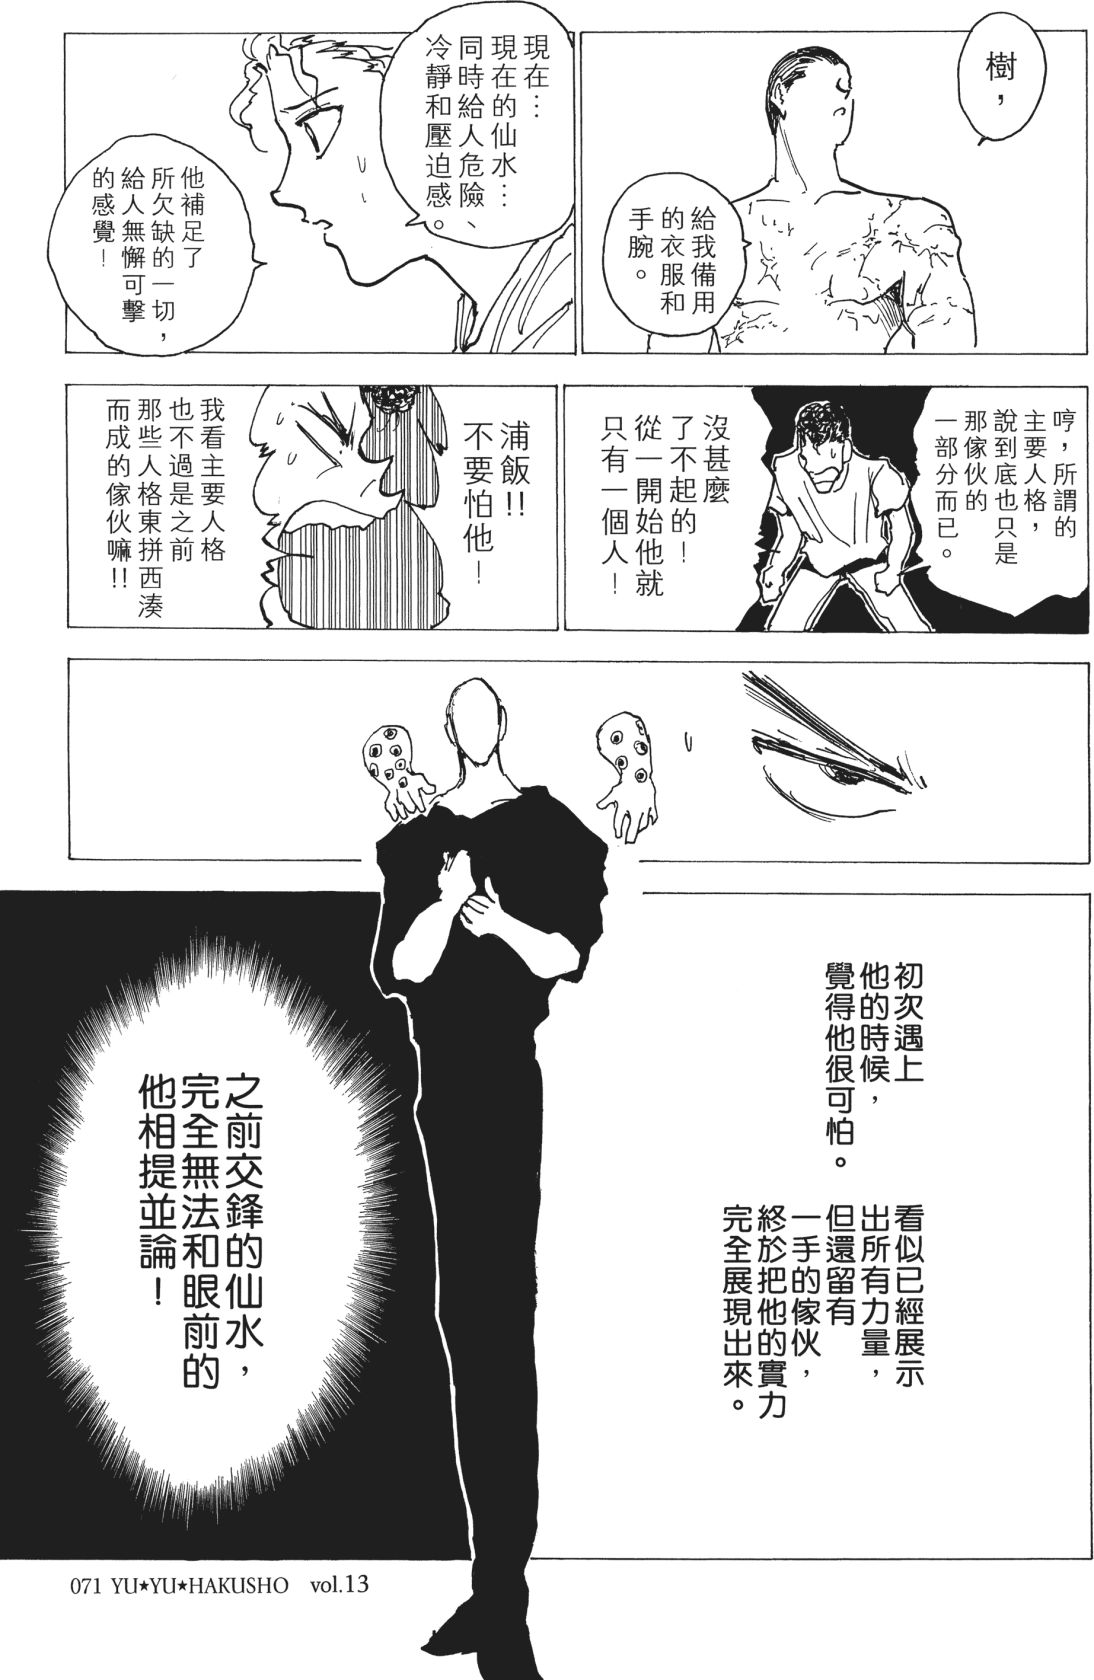 樹，
給我備用
的衣服和
手腕。
現在…
現在的仙水…
同時給人危險、
冷靜和壓迫感。
他補足了
所欠缺的一切，
給人無懈可擊
的感覺！
哼，所謂的
主要人格，
說到底也只是
那傢伙的
一部分而已。
沒甚麼
了不起的！
從一開始他就
只有一個人！
浦飯!!
不要怕他！
我看主要人格
也不過是之前
那些人格東拼西湊
而成的傢伙嘛!!
初次遇上
他的時候，
覺得他很可怕。
看似已經展示
出所有力量，
但還留有
一手的傢伙，
終於把他的實力
完全展現出來。
之前交鋒的仙水，
完全無法和眼前的
他相提並論！
071 YU★YU★HAKUSHO vol.13